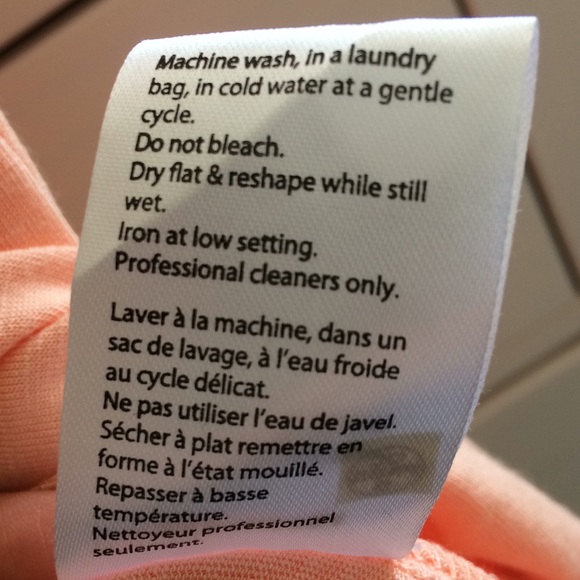 Machine wash, in a laundry
bag, in cold water at a gentle
cycle.
Do not bleach.
Dry flat & reshape while still
wet.
Iron at low setting.
Professional cleaners only.
Laver à la machine, dans un
sac de lavage, à l'eau froide
au cycle délicat.
Ne pas utiliser l'eau de javel.
Sécher à plat remettre en
forme à l'état mouillé.
Repasser à basse
température.
Nettoyeur professionnel
seulement.